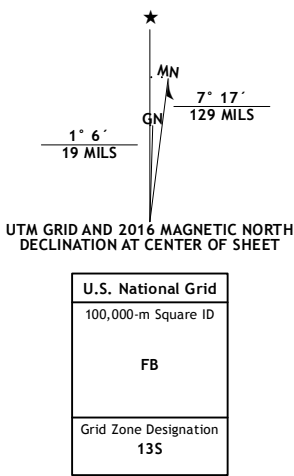 MN
GN
7° 17´
129 MILS
1° 6´
19 MILS
UTM GRID AND 2016 MAGNETIC NORTH
DECLINATION AT CENTER OF SHEET
U.S. National Grid
100,000-m Square ID
FB
Grid Zone Designation
13S